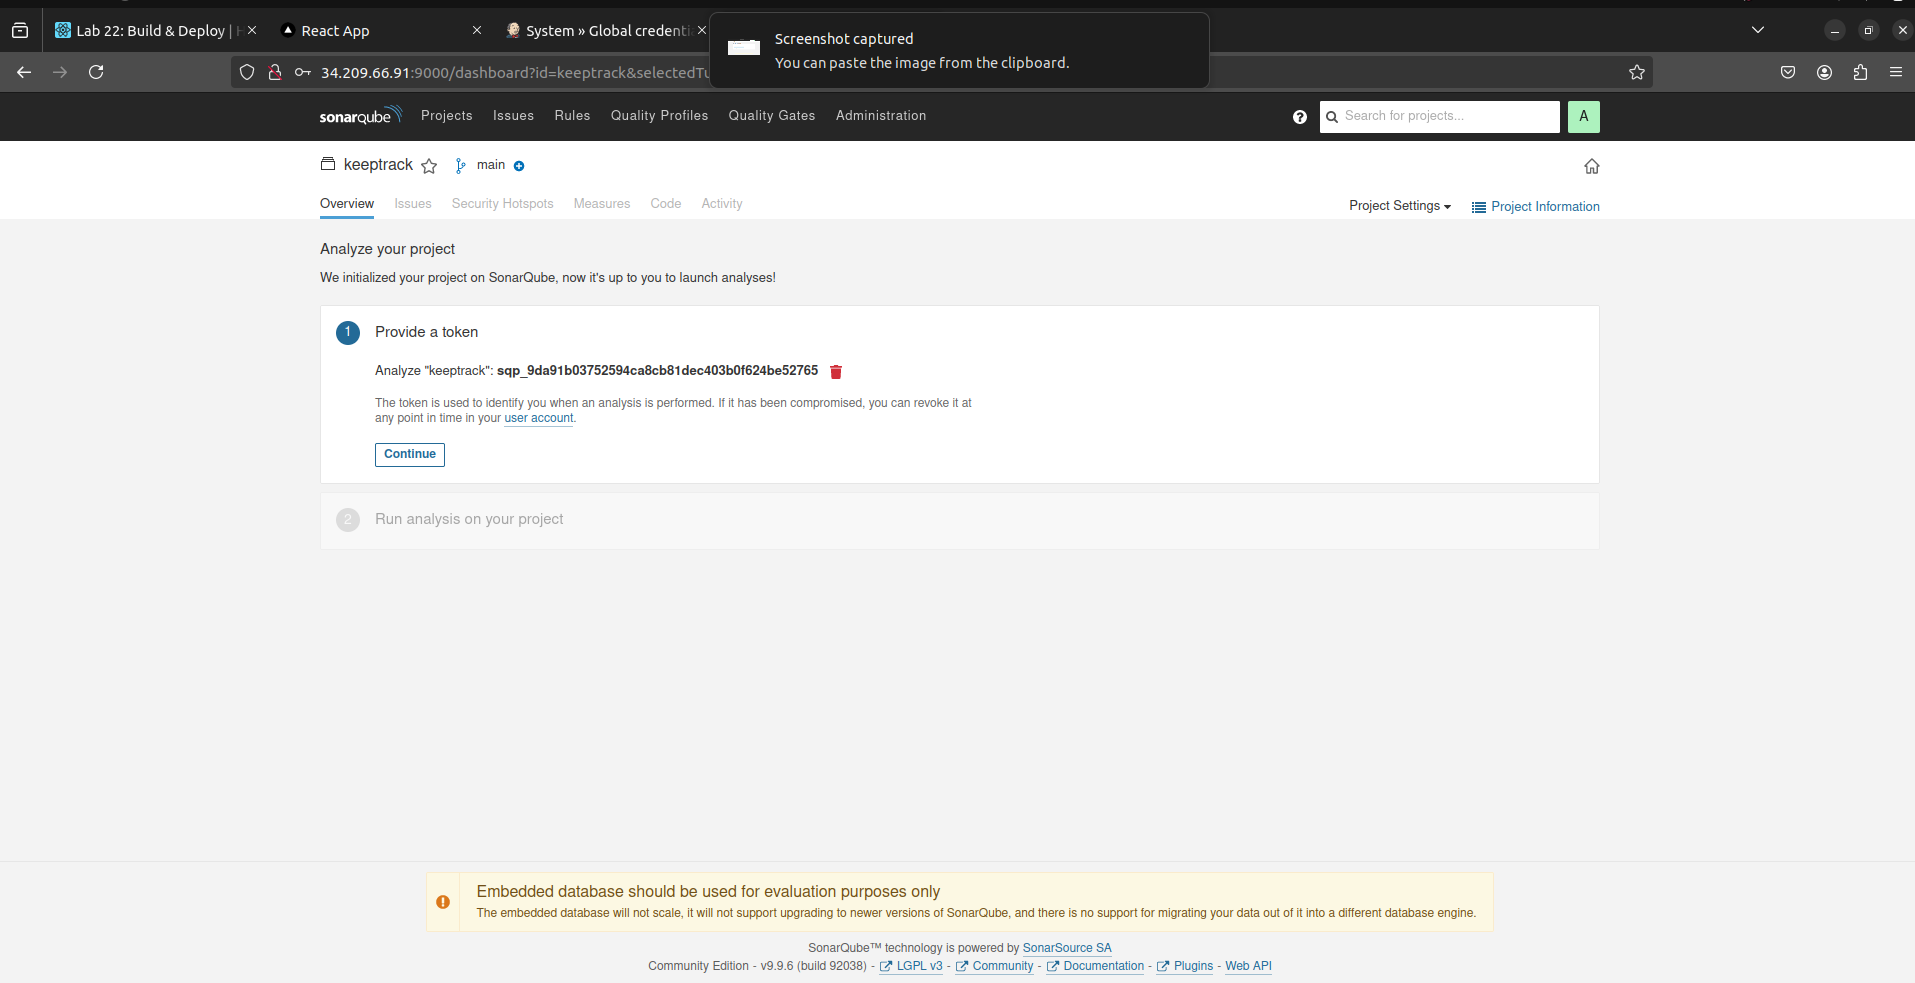 Lab 22: Build & Deploy |
React App
System » Global credenti
Screenshot captured
You can paste the image from the clipboard.
34.209.66.91:9000/dashboard?id=keeptrack&selectedTu
sonarqube
Projects
Issues
Rules
Quality Profiles
Quality Gates
Administration
?
Search for projects...
A
keeptrack
main
Overview
Issues
Security Hotspots
Measures
Code
Activity
Project Settings
Project Information
Analyze your project
We initialized your project on SonarQube, now it's up to you to launch analyses!
1
Provide a token
Analyze "keeptrack": sqp_9da91b03752594ca8cb81dec403b0f624be52765
The token is used to identify you when an analysis is performed. If it has been compromised, you can revoke it at
any point in time in your user account.
Continue
2
Run analysis on your project
Embedded database should be used for evaluation purposes only
The embedded database will not scale, it will not support upgrading to newer versions of SonarQube, and there is no support for migrating your data out of it into a different database engine.
SonarQube™ technology is powered by SonarSource SA
Community Edition - v9.9.6 (build 92038) - LGPL v3 - Community - Documentation - Plugins - Web API